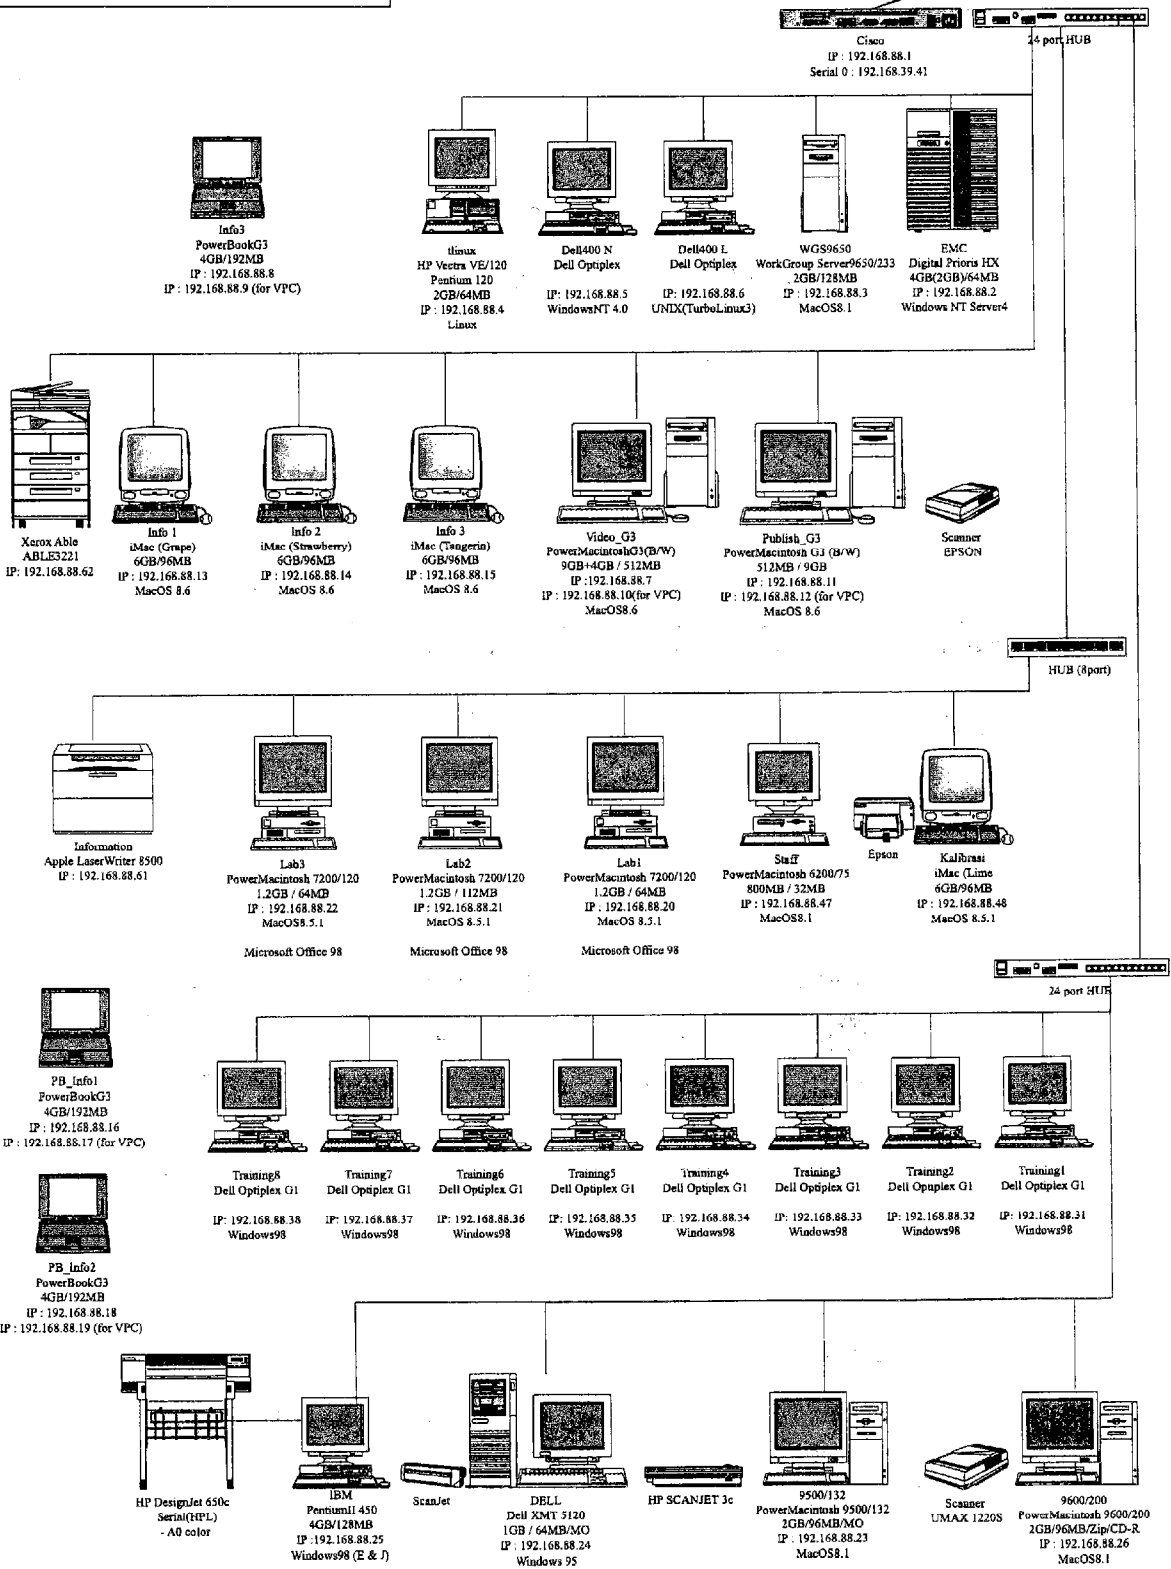 Cisco
IP : 192.168.88.1
Serial 0 : 192.168.39.41
24 port HUB
Info3
PowerBookG3
4GB/192MB
IP : 192.168.88.8
IP : 192.168.88.9 (for VPC)
tlinux
HP Vectra VE/120
Pentium 120
2GB/64MB
IP : 192.168.88.4
Linux
Dell400 N
Dell Optiplex
IP: 192.168.88.5
WindowsNT 4.0
Dell400 L
Dell Optiplex
IP: 192.168.88.6
UNIX(TurboLinux3)
WGS9650
WorkGroup Server9650/233
2GB/128MB
IP : 192.168.88.3
MacOS8.1
EMC
Digital Prioris HX
4GB(2GB)/64MB
IP : 192.168.88.2
Windows NT Server4
Xerox Able
ABLE3221
IP: 192.168.88.62
Info 1
iMac (Grape)
6GB/96MB
IP : 192.168.88.13
MacOS 8.6
Info 2
iMac (Strawberry)
6GB/96MB
IP : 192.168.88.14
MacOS 8.6
Info 3
iMac (Tangerin)
6GB/96MB
IP : 192.168.88.15
MacOS 8.6
Video_G3
PowerMacintoshG3(B/W)
9GB+4GB / 512MB
IP :192.168.88.7
IP : 192.168.88.10(for VPC)
MacOS8.6
Publish_G3
PowerMacintosh G3 (B/W)
512MB / 9GB
IP : 192.168.88.11
IP : 192.168.88.12 (for VPC)
MacOS 8.6
Scanner
EPSON
HUB (8port)
Information
Apple LaserWriter 8500
IP : 192.168.88.61
Lab3
PowerMacintosh 7200/120
1.2GB / 64MB
IP : 192.168.88.22
MacOS8.5.1
Microsoft Office 98
Lab2
PowerMacintosh 7200/120
1.2GB / 112MB
IP : 192.168.88.21
MacOS 8.5.1
Microsoft Office 98
Lab1
PowerMacintosh 7200/120
1.2GB / 64MB
IP : 192.168.88.20
MacOS 8.5.1
Microsoft Office 98
Staff
PowerMacintosh 6200/75
800MB / 32MB
IP : 192.168.88.47
MacOS8.1
Epson
Kalibrasi
iMac (Lime
6GB/96MB
IP : 192.168.88.48
MacOS 8.5.1
24 port HUB
PB_Info1
PowerBookG3
4GB/192MB
IP : 192.168.88.16
IP : 192.168.88.17 (for VPC)
Training8
Dell Optiplex G1
IP: 192.168.88.38
Windows98
Training7
Dell Optiplex G1
IP: 192.168.88.37
Windows98
Training6
Dell Optiplex G1
IP: 192.168.88.36
Windows98
Training5
Dell Optiplex G1
IP: 192.168.88.35
Windows98
Training4
Dell Optiplex G1
IP: 192.168.88.34
Windows98
Training3
Dell Optiplex G1
IP: 192.168.88.33
Windows98
Training2
Dell Optiplex G1
IP: 192.168.88.32
Windows98
Training1
Dell Optiplex G1
IP: 192.168.88.31
Windows98
PB_Info2
PowerBookG3
4GB/192MB
IP : 192.168.88.18
IP : 192.168.88.19 (for VPC)
HP DesignJet 650c
Serial(HPL)
- A0 color
IBM
PentiumII 450
4GB/128MB
IP :192.168.88.25
Windows98 (E & J)
ScanJet
DELL
Dell XMT 5120
1GB / 64MB/MO
IP : 192.168.88.24
Windows 95
HP SCANJET 3c
9500/132
PowerMacintosh 9500/132
2GB/96MB/MO
IP : 192.168.88.23
MacOS8.1
Scanner
UMAX 1220S
9600/200
PowerMacintosh 9600/200
2GB/96MB/Zip/CD-R
IP : 192.168.88.26
MacOS8.1